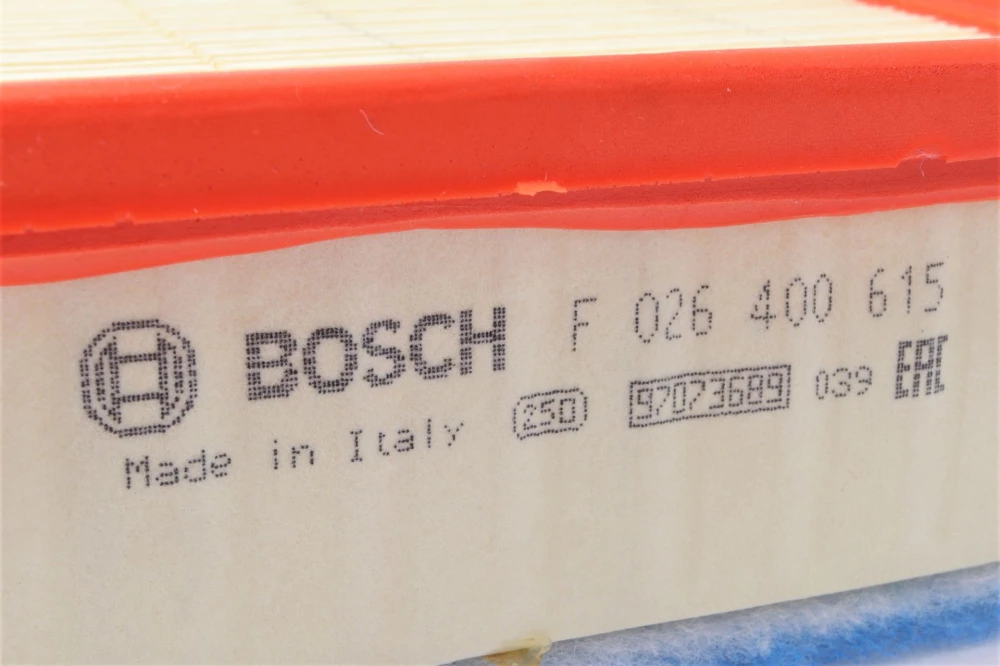 BOSCH F 026 400 615
Made in Italy 250 97073689 039 EAC